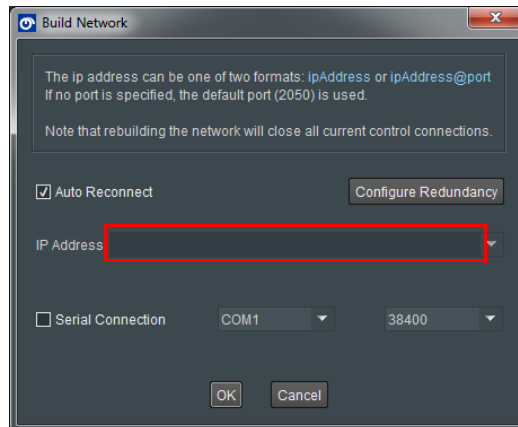 Build Network
The ip address can be one of two formats: ipAddress or ipAddress@port
If no port is specified, the default port (2050) is used.
Note that rebuilding the network will close all current control connections.
Auto Reconnect
Configure Redundancy
IP Address
Serial Connection
COM1
38400
OK
Cancel